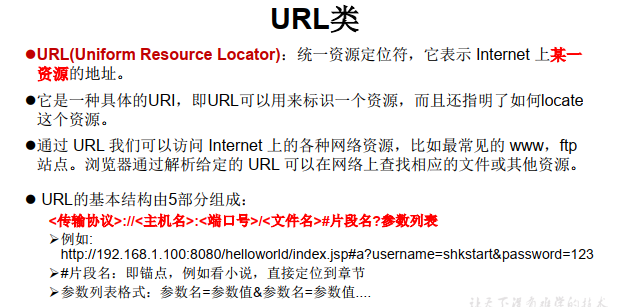 URL类
●URL(Uniform Resource Locator)：统一资源定位符，它表示 Internet 上某一
资源的地址。
●它是一种具体的URI，即URL可以用来标识一个资源，而且还指明了如何locate
这个资源。
●通过 URL 我们可以访问 Internet 上的各种网络资源，比如最常见的 www，ftp
站点。浏览器通过解析给定的 URL 可以在网络上查找相应的文件或其他资源。
● URL的基本结构由5部分组成：
<传输协议>://<主机名>:<端口号>/<文件名>#片段名?参数列表
➢例如:
http://192.168.1.100:8080/helloworld/index.jsp#a?username=shkstart&password=123
➢#片段名：即锚点，例如看小说，直接定位到章节
➢参数列表格式：参数名=参数值&参数名=参数值....